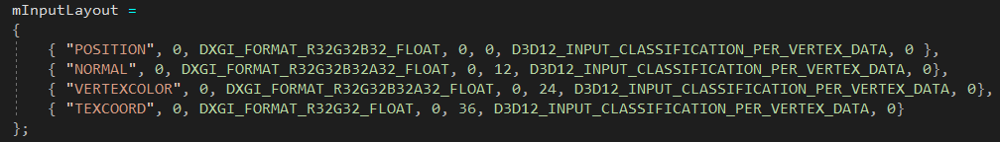 mInputLayout =
{
{ "POSITION", 0, DXGI_FORMAT_R32G32B32_FLOAT, 0, 0, D3D12_INPUT_CLASSIFICATION_PER_VERTEX_DATA, 0 },
{ "NORMAL", 0, DXGI_FORMAT_R32G32B32A32_FLOAT, 0, 12, D3D12_INPUT_CLASSIFICATION_PER_VERTEX_DATA, 0},
{ "VERTEXCOLOR", 0, DXGI_FORMAT_R32G32B32A32_FLOAT, 0, 24, D3D12_INPUT_CLASSIFICATION_PER_VERTEX_DATA, 0},
{ "TEXCOORD", 0, DXGI_FORMAT_R32G32_FLOAT, 0, 36, D3D12_INPUT_CLASSIFICATION_PER_VERTEX_DATA, 0}
};